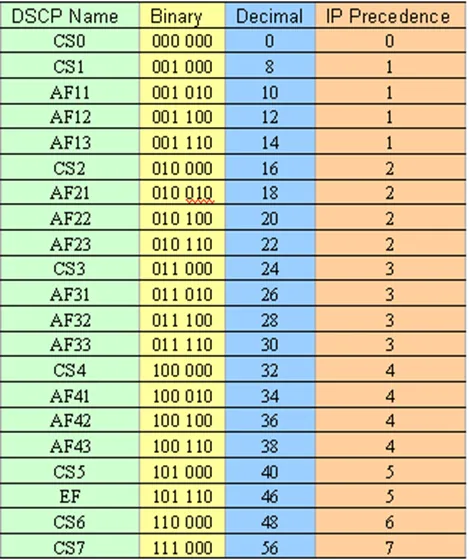 DSCP Name Binary Decimal IP Precedence
CS0 000 000 0 0
CS1 001 000 8 1
AF11 001 010 10 1
AF12 001 100 12 1
AF13 001 110 14 1
CS2 010 000 16 2
AF21 010 010 18 2
AF22 010 100 20 2
AF23 010 110 22 2
CS3 011 000 24 3
AF31 011 010 26 3
AF32 011 100 28 3
AF33 011 110 30 3
CS4 100 000 32 4
AF41 100 010 34 4
AF42 100 100 36 4
AF43 100 110 38 4
CS5 101 000 40 5
EF 101 110 46 5
CS6 110 000 48 6
CS7 111 000 56 7